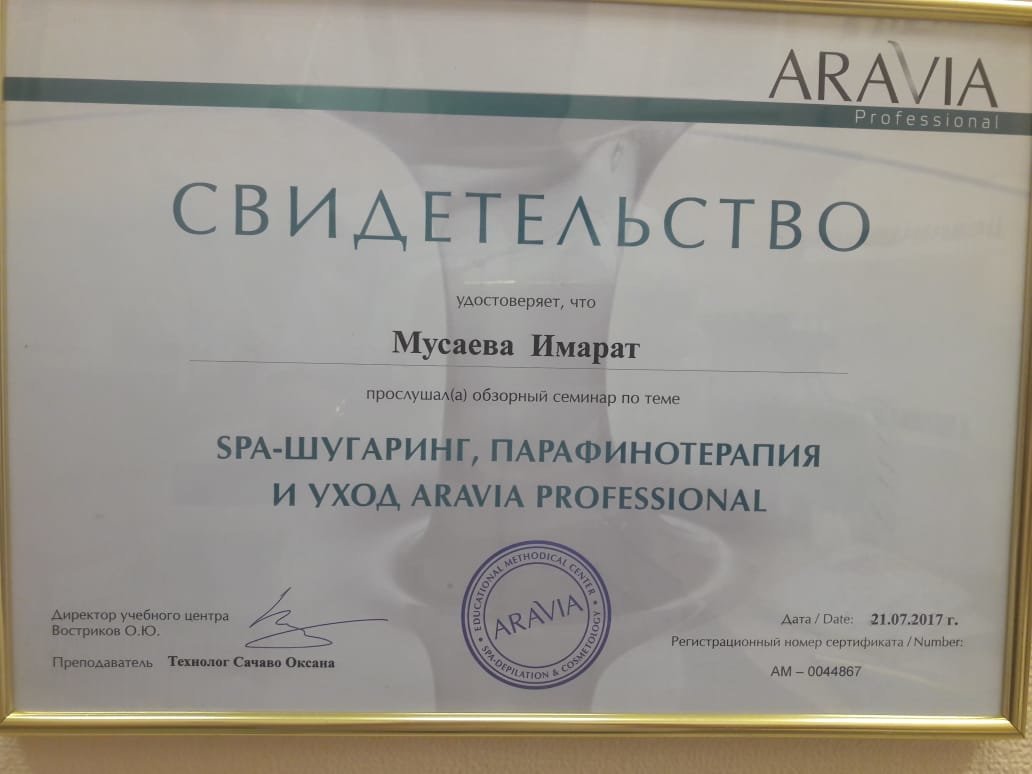 ARAVIA
Professional
СВИДЕТЕЛЬСТВО
удостоверяет, что
Мусаева Имарат
прослушал(а) обзорный семинар по теме
SPA-ШУГАРИНГ, ПАРАФИНОТЕРАПИЯ
И УХОД ARAVIA PROFESSIONAL
EDUCATIONAL METHODICAL CENTER
ARAVIA
SPA-DEPILATION & COSMETOLOGY
Директор учебного центра
Востриков О.Ю.
Преподаватель Технолог Сачаво Оксана
Дата / Date: 21.07.2017 г.
Регистрационный номер сертификата / Number:
АМ – 0044867